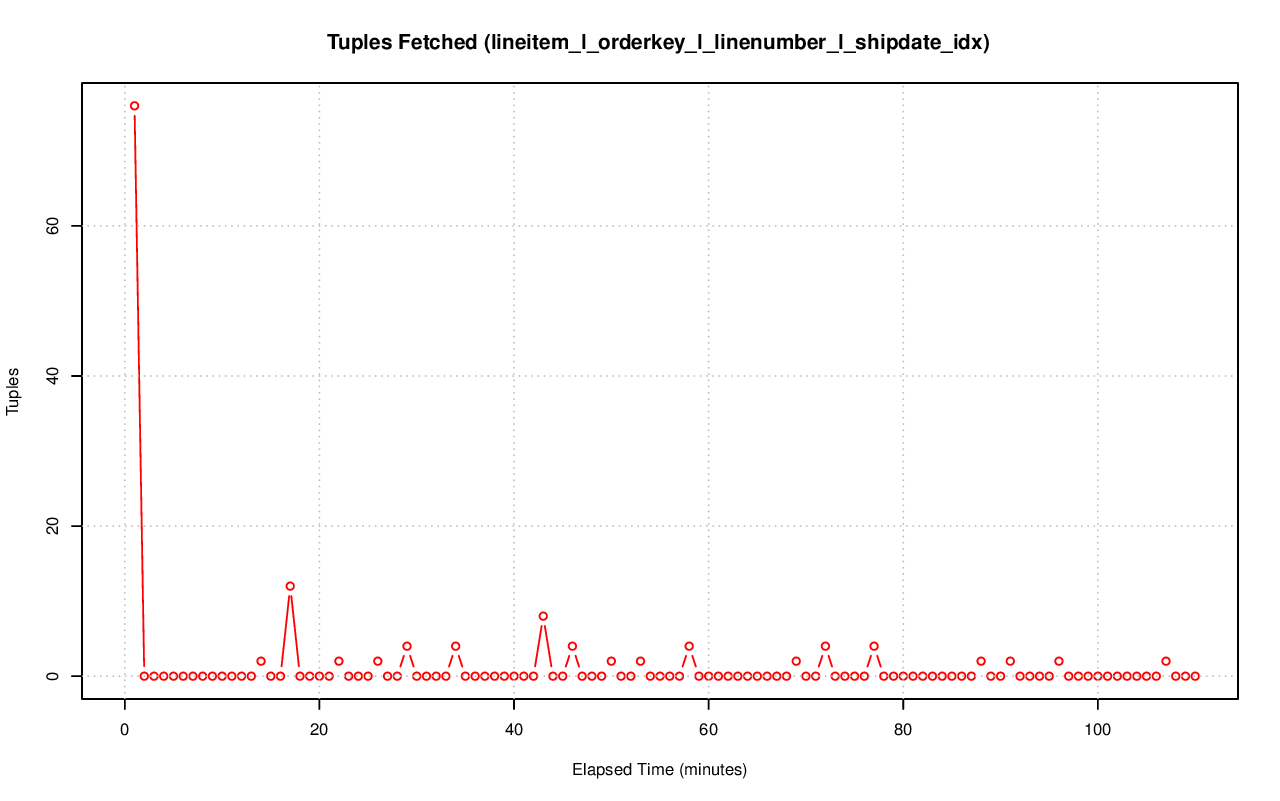 Tuples Fetched (lineitem_l_orderkey_l_linenumber_l_shipdate_idx)
Tuples
60
40
20
0
0 20 40 60 80 100
Elapsed Time (minutes)